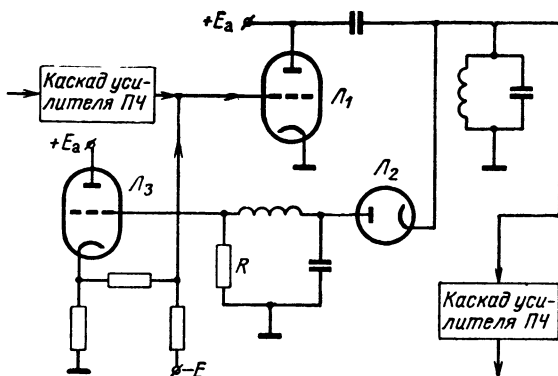 +Eа
Каскад уси-
лителя ПЧ
Л1
+Eа
Л3
Л2
R
Каскад уси-
лителя ПЧ
-E